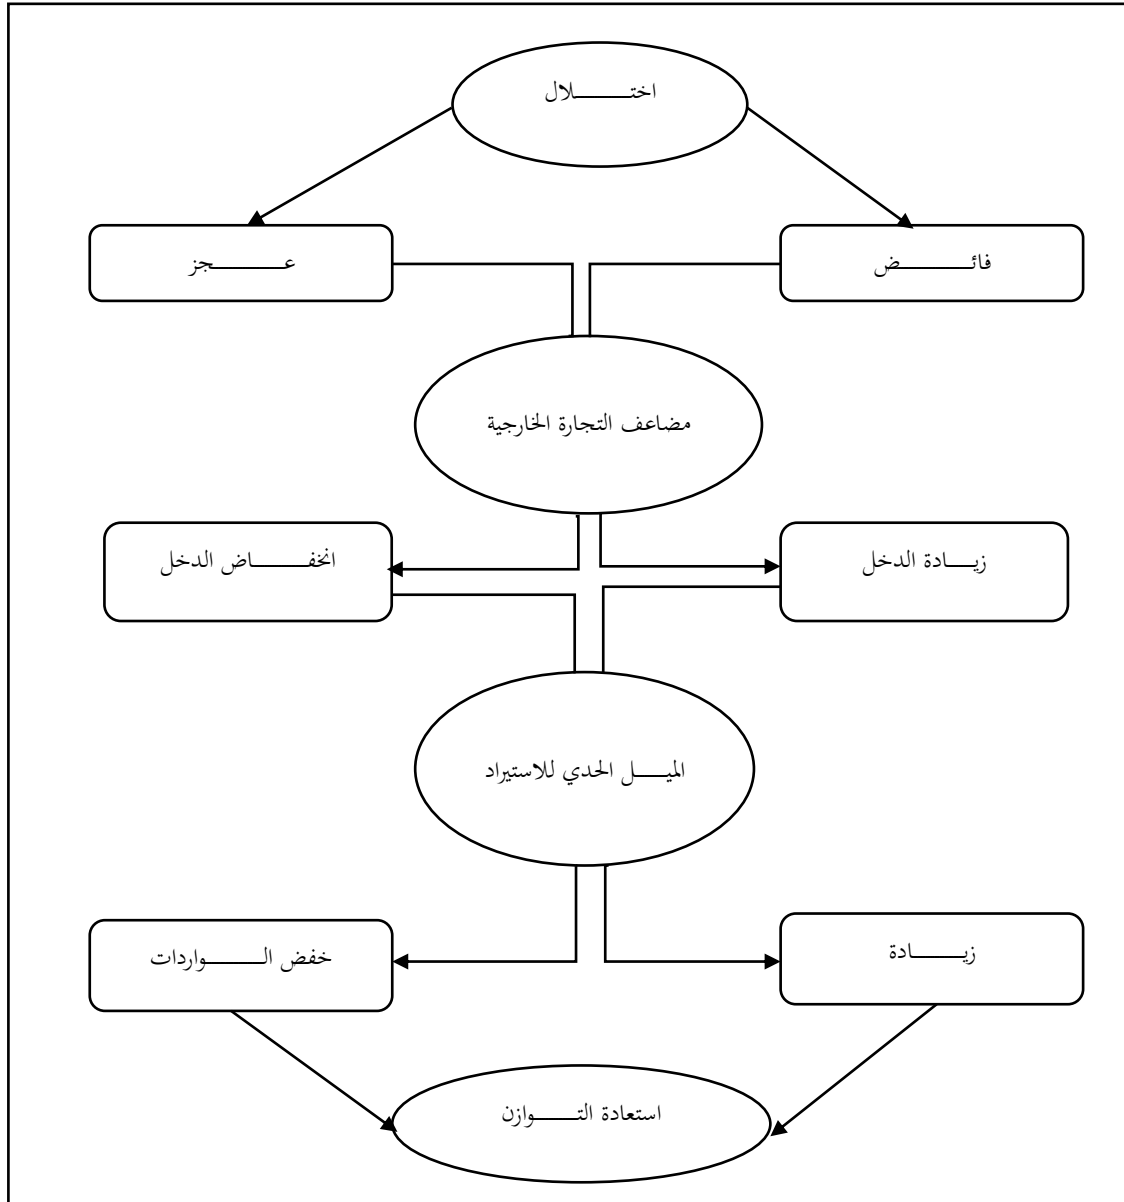 اختلال
فائض
عجز
مضاعف التجارة الخارجية
زيادة الدخل
انخفاض الدخل
الميل الحدي للاستيراد
زيادة
خفض الواردات
استعادة التوازن